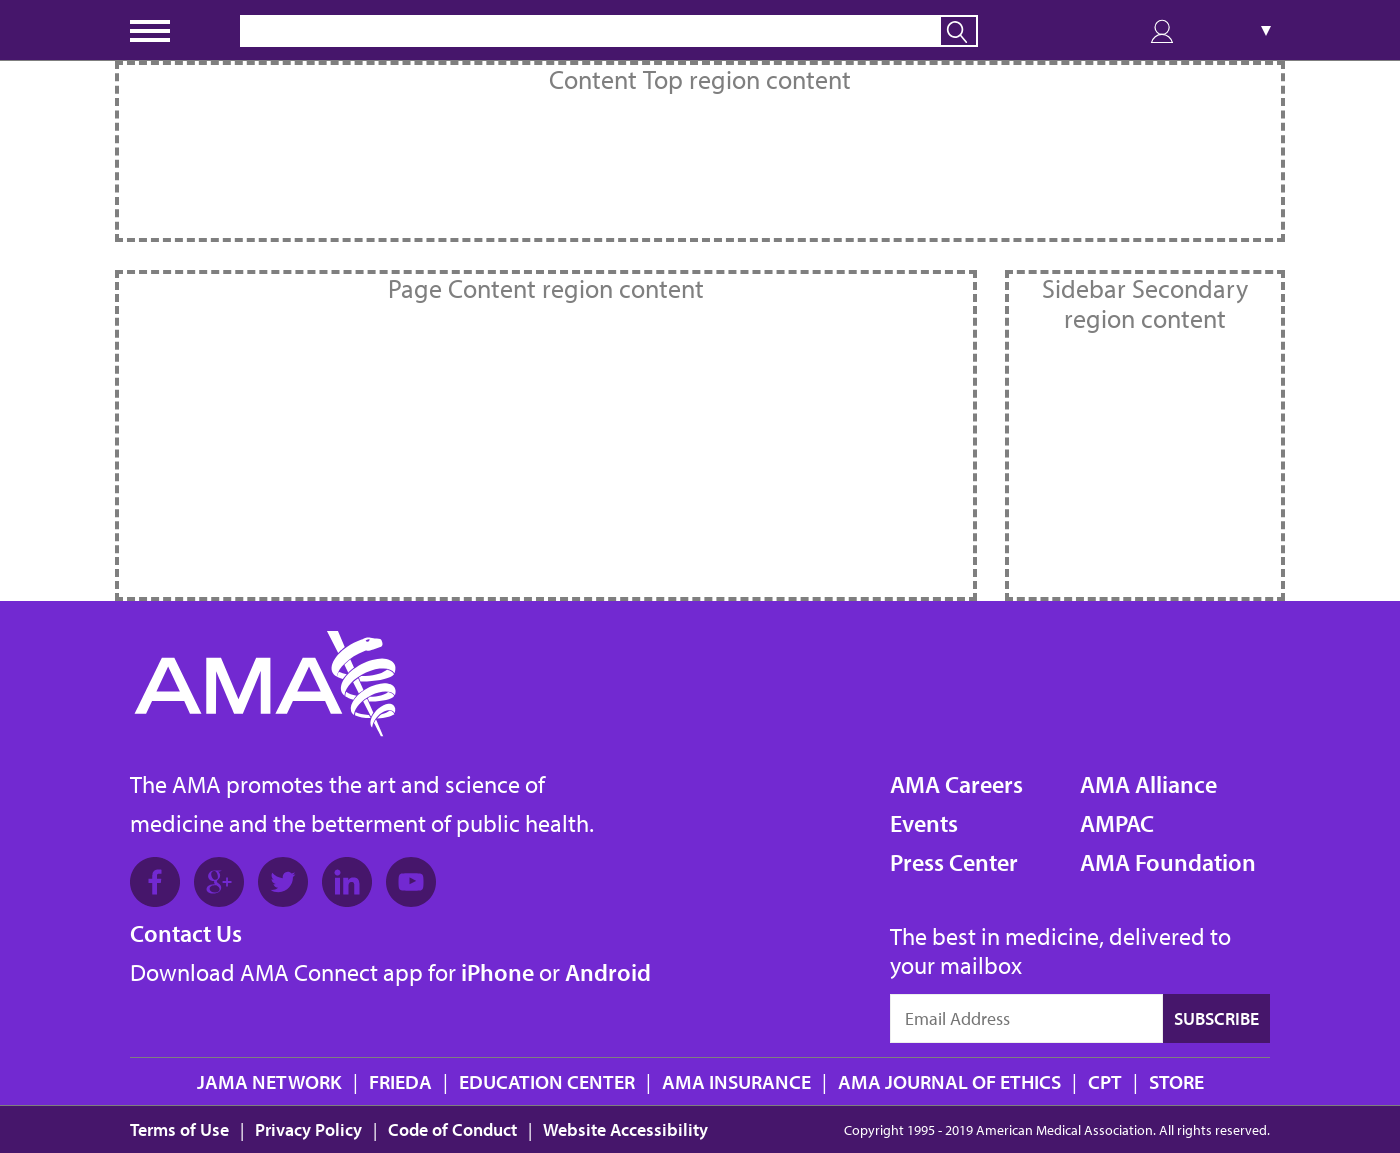 ▼
Content Top region content
Page Content region content
Sidebar Secondary
region content
AMA
The AMA promotes the art and science of
medicine and the betterment of public health.
Contact Us
Download AMA Connect app for iPhone or Android
AMA Careers
Events
Press Center
AMA Alliance
AMPAC
AMA Foundation
The best in medicine, delivered to
your mailbox
Email Address
SUBSCRIBE
JAMA NETWORK | FRIEDA | EDUCATION CENTER | AMA INSURANCE | AMA JOURNAL OF ETHICS | CPT | STORE
Terms of Use | Privacy Policy | Code of Conduct | Website Accessibility
Copyright 1995 - 2019 American Medical Association. All rights reserved.